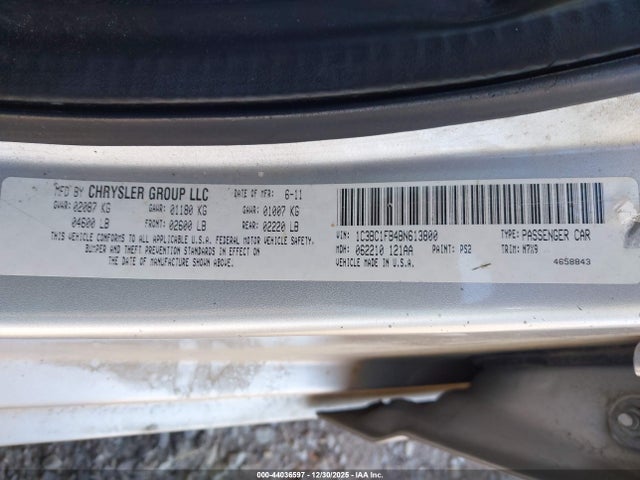 MFD BY CHRYSLER GROUP LLC DATE OF MFR: 6-11
GVWR: 02087 KG GAWR: 01180 KG GAWR: 01007 KG
04600 LB FRONT: 02600 LB REAR: 02220 LB
THIS VEHICLE CONFORMS TO ALL APPLICABLE U.S.A. FEDERAL MOTOR VEHICLE SAFETY,
BUMPER AND THEFT PREVENTION STANDARDS IN EFFECT ON
THE DATE OF MANUFACTURE SHOWN ABOVE.
VIN: 1C3BC1FB4BN613800 TYPE: PASSENGER CAR
MDH: 062210 121AA PAINT: PS2 TRIM: M7X9
VEHICLE MADE IN U.S.A. 4658843
000-44036597 - 12/30/2025 - IAAI.COM